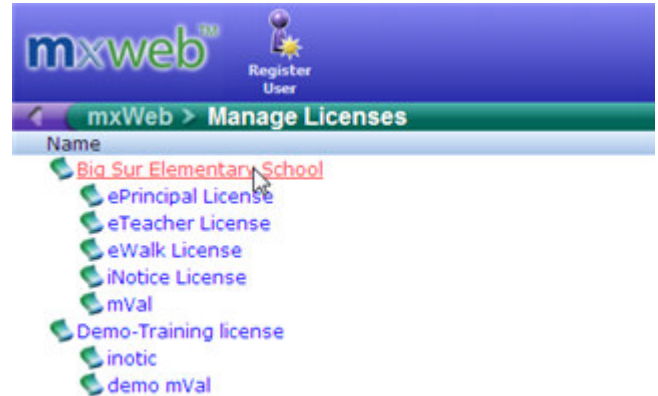 mxweb™
Register
User
mxWeb > Manage Licenses
Name
Big Sur Elementary School
ePrincipal License
eTeacher License
eWalk License
iNotice License
mVal
Demo-Training license
inotic
demo mVal